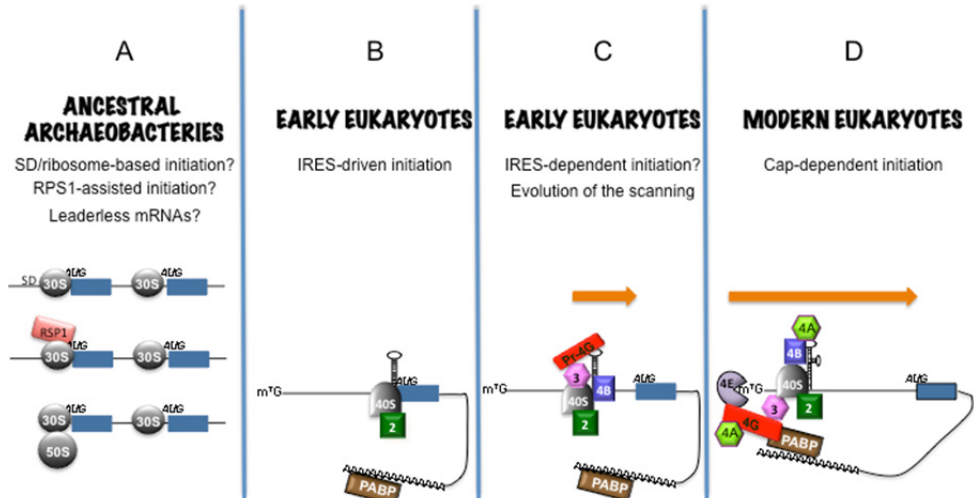 A
ANCESTRAL
ARCHAEOBACTERIES
SD/ribosome-based initiation?
RPS1-assisted initiation?
Leaderless mRNAs?
SD
30S
AUG
30S
AUG
RSP1
30S
AUG
30S
AUG
30S
AUG
30S
AUG
50S
B
EARLY EUKARYOTES
IRES-driven initiation
m⁷G
40S
AUG
2
PABP
C
EARLY EUKARYOTES
IRES-dependent initiation?
Evolution of the scanning
Pr-4G
3
m⁷G
40S
4B
AUG
2
PABP
D
MODERN EUKARYOTES
Cap-dependent initiation
4A
4B
4E
m⁷G
40S
AUG
3
2
4G
4A
PABP